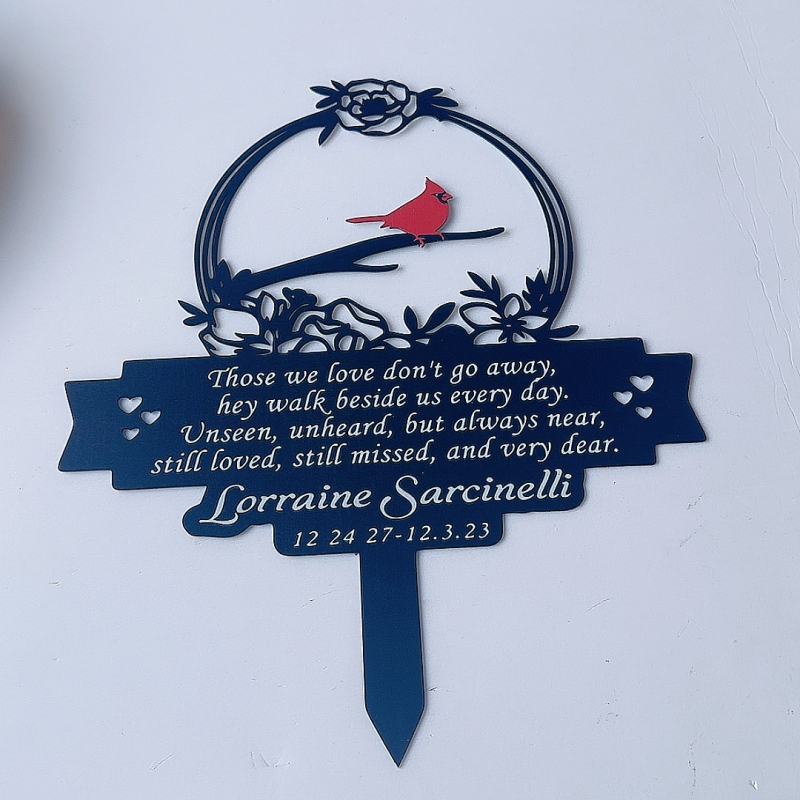 Those we love don't go away,
hey walk beside us every day.
Unseen, unheard, but always near,
still loved, still missed, and very dear.
Lorraine Sarcinelli
12 24 27-12.3.23